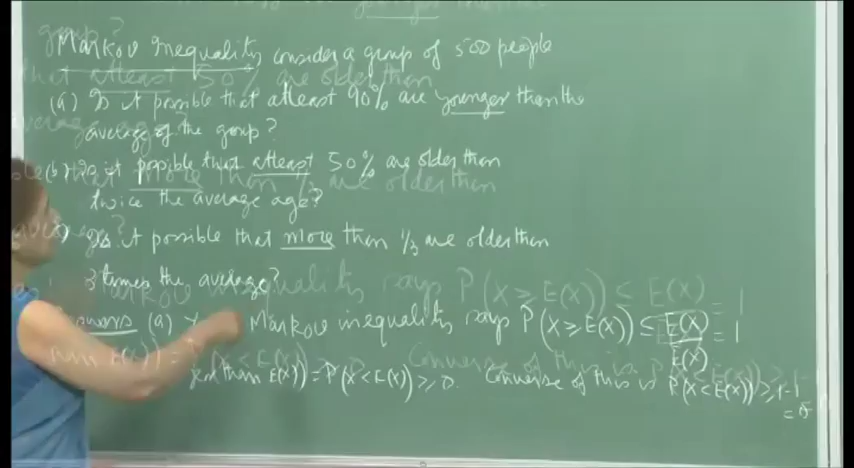 Markov Inequality consider a group of 500 people
(a) Is it possible that atleast 90% are younger than the
average of the group?
(b) Is it possible that atleast 50% are older than
twice the average age?
Is it possible that more than 1/3 are older than
3 times the average?
Answers (a) Markov inequality says P(X ≥ E(X)) ≤ E(X)/E(X) = 1
than E(X)) = P(X < E(X)) ≥ 0. Converse of this is P(X < E(X)) ≥ 1-1
= 0